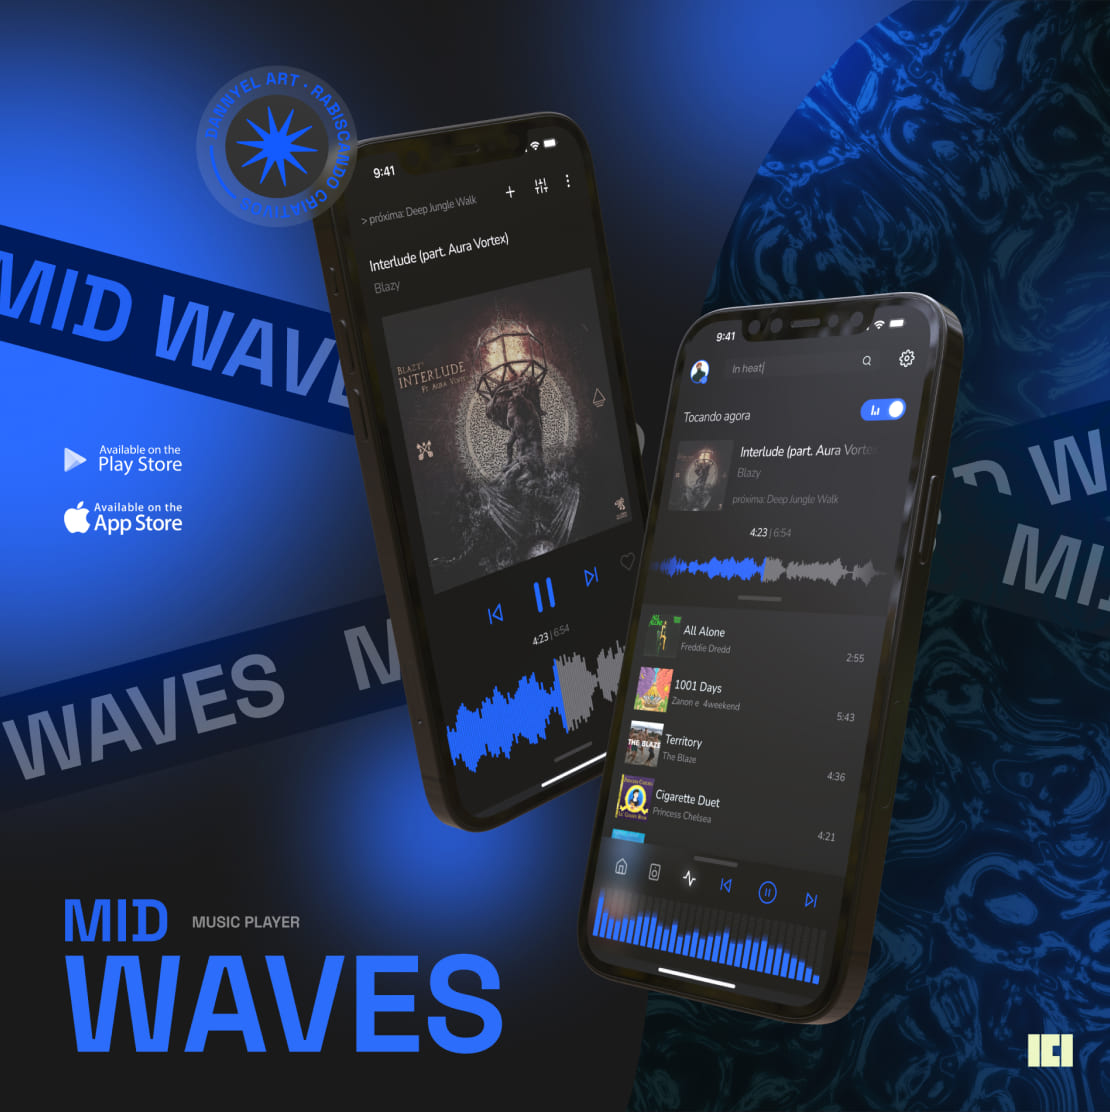 DANNYEL ART • RABISCANDO CRIATIVOS
MID WAVE
Available on the
Play Store
Available on the
App Store
WAVES M
9:41
> próxima: Deep Jungle Walk
Interlude (part. Aura Vortex)
Blazy
BLAZY
INTERLUDE
FT AURA VORTEX
4:23 | 6:54
9:41
In heat|
Tocando agora
Interlude (part. Aura Vortex
Blazy
próxima: Deep Jungle Walk
4:23 | 6:54
All Alone
Freddie Dredd
2:55
1001 Days
Zanon e 4weekend
5:43
THE BLAZE
Territory
The Blaze
4:36
Cigarette Duet
Princess Chelsea
4:21
D W
MI
MID
MUSIC PLAYER
WAVES
ICI